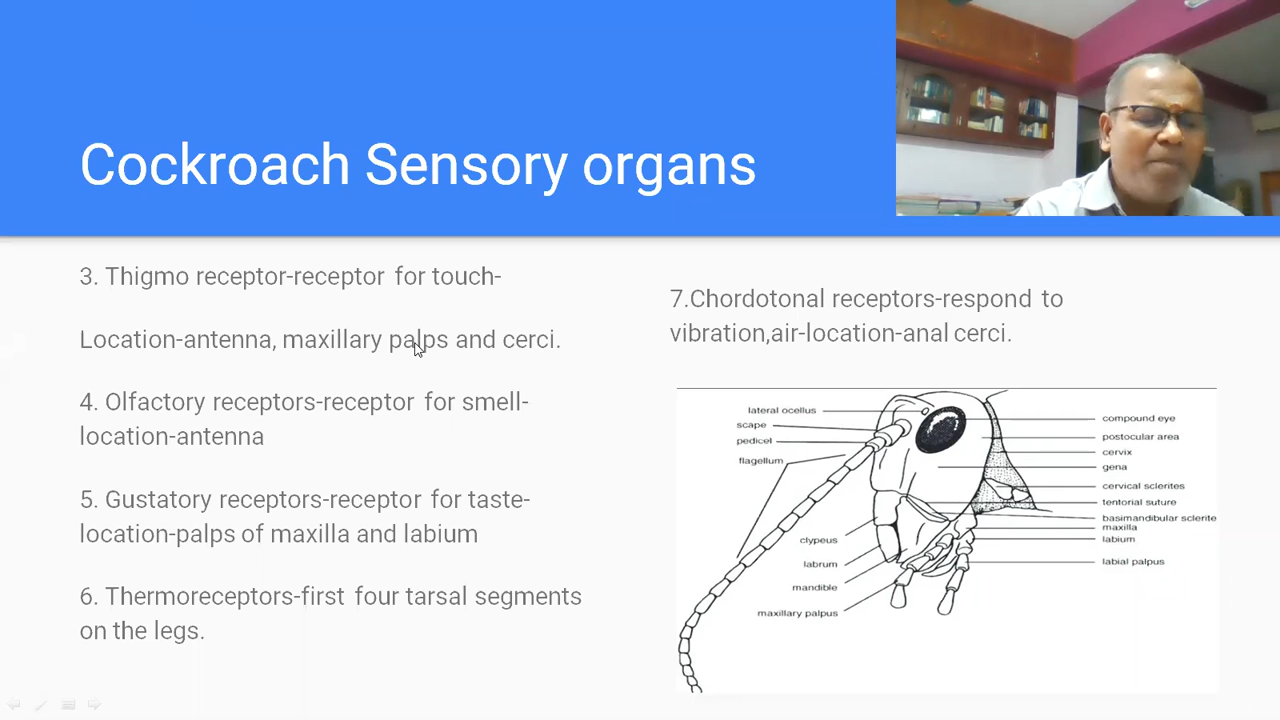 Cockroach Sensory organs
3. Thigmo receptor-receptor for touch-
Location-antenna, maxillary palps and cerci.
4. Olfactory receptors-receptor for smell-
location-antenna
5. Gustatory receptors-receptor for taste-
location-palps of maxilla and labium
6. Thermoreceptors-first four tarsal segments
on the legs.
7.Chordotonal receptors-respond to
vibration,air-location-anal cerci.
lateral ocellus
scape
pedicel
flagellum
clypeus
labrum
mandible
maxillary palpus
compound eye
postocular area
cervix
gena
cervical sclerites
tentorial suture
basimandibular sclerite
maxilla
labium
labial palpus